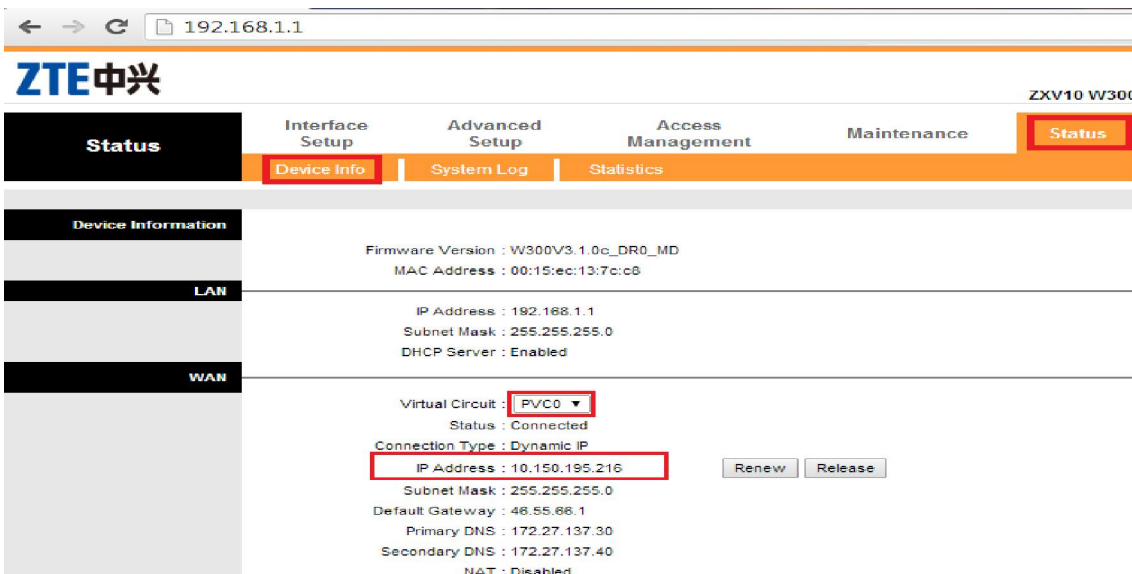 192.168.1.1
ZTE中兴
ZXV10 W300
Status
Interface Setup
Advanced Setup
Access Management
Maintenance
Status
Device Info
System Log
Statistics
Device Information
Firmware Version : W300V3.1.0c_DR0_MD
MAC Address : 00:15:ec:13:7c:c8
LAN
IP Address : 192.168.1.1
Subnet Mask : 255.255.255.0
DHCP Server : Enabled
WAN
Virtual Circuit : PVC0
Status : Connected
Connection Type : Dynamic IP
IP Address : 10.150.195.216 Renew Release
Subnet Mask : 255.255.255.0
Default Gateway : 46.55.66.1
Primary DNS : 172.27.137.30
Secondary DNS : 172.27.137.40
NAT : Disabled